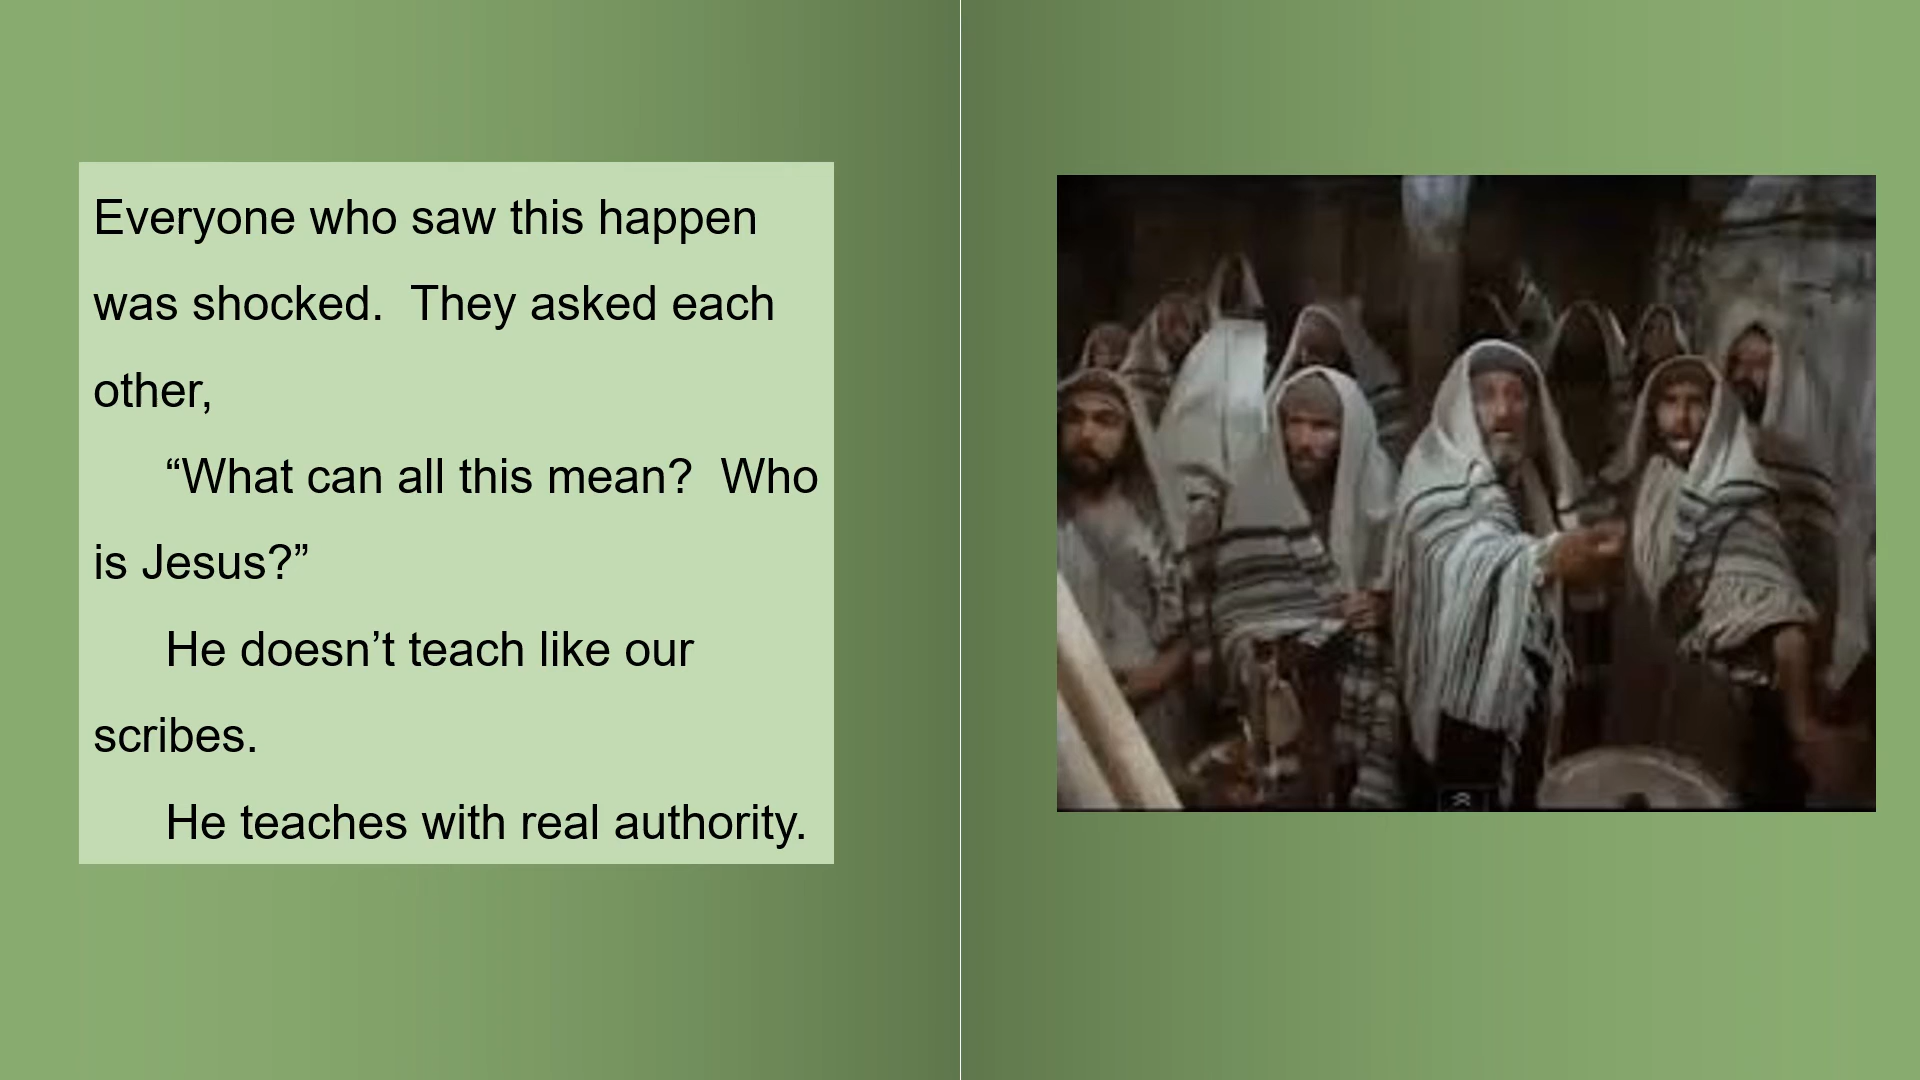 Everyone who saw this happen
was shocked.  They asked each
other,
“What can all this mean?  Who
is Jesus?”
He doesn’t teach like our
scribes.
He teaches with real authority.